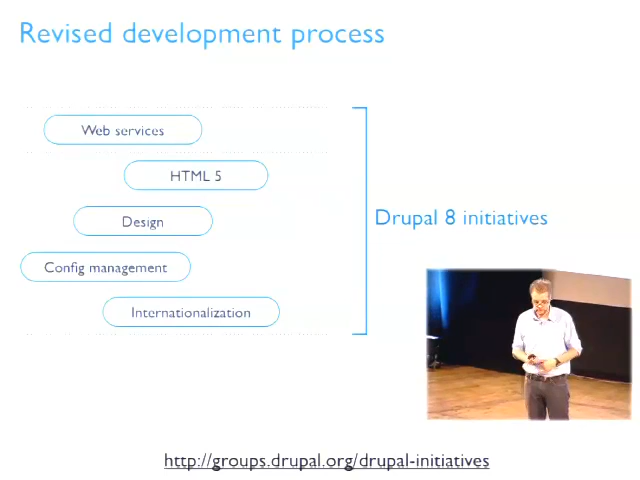 Revised development process
Web services
HTML 5
Design
Config management
Internationalization
Drupal 8 initiatives
http://groups.drupal.org/drupal-initiatives